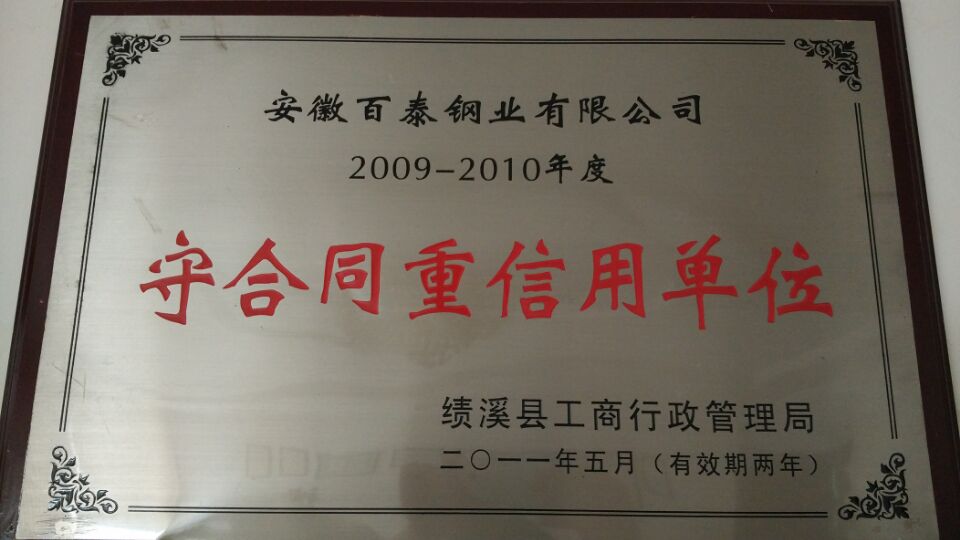 安徽百泰钢业有限公司
2009-2010年度
守合同重信用单位
绩溪县工商行政管理局
二〇一一年五月（有效期两年）